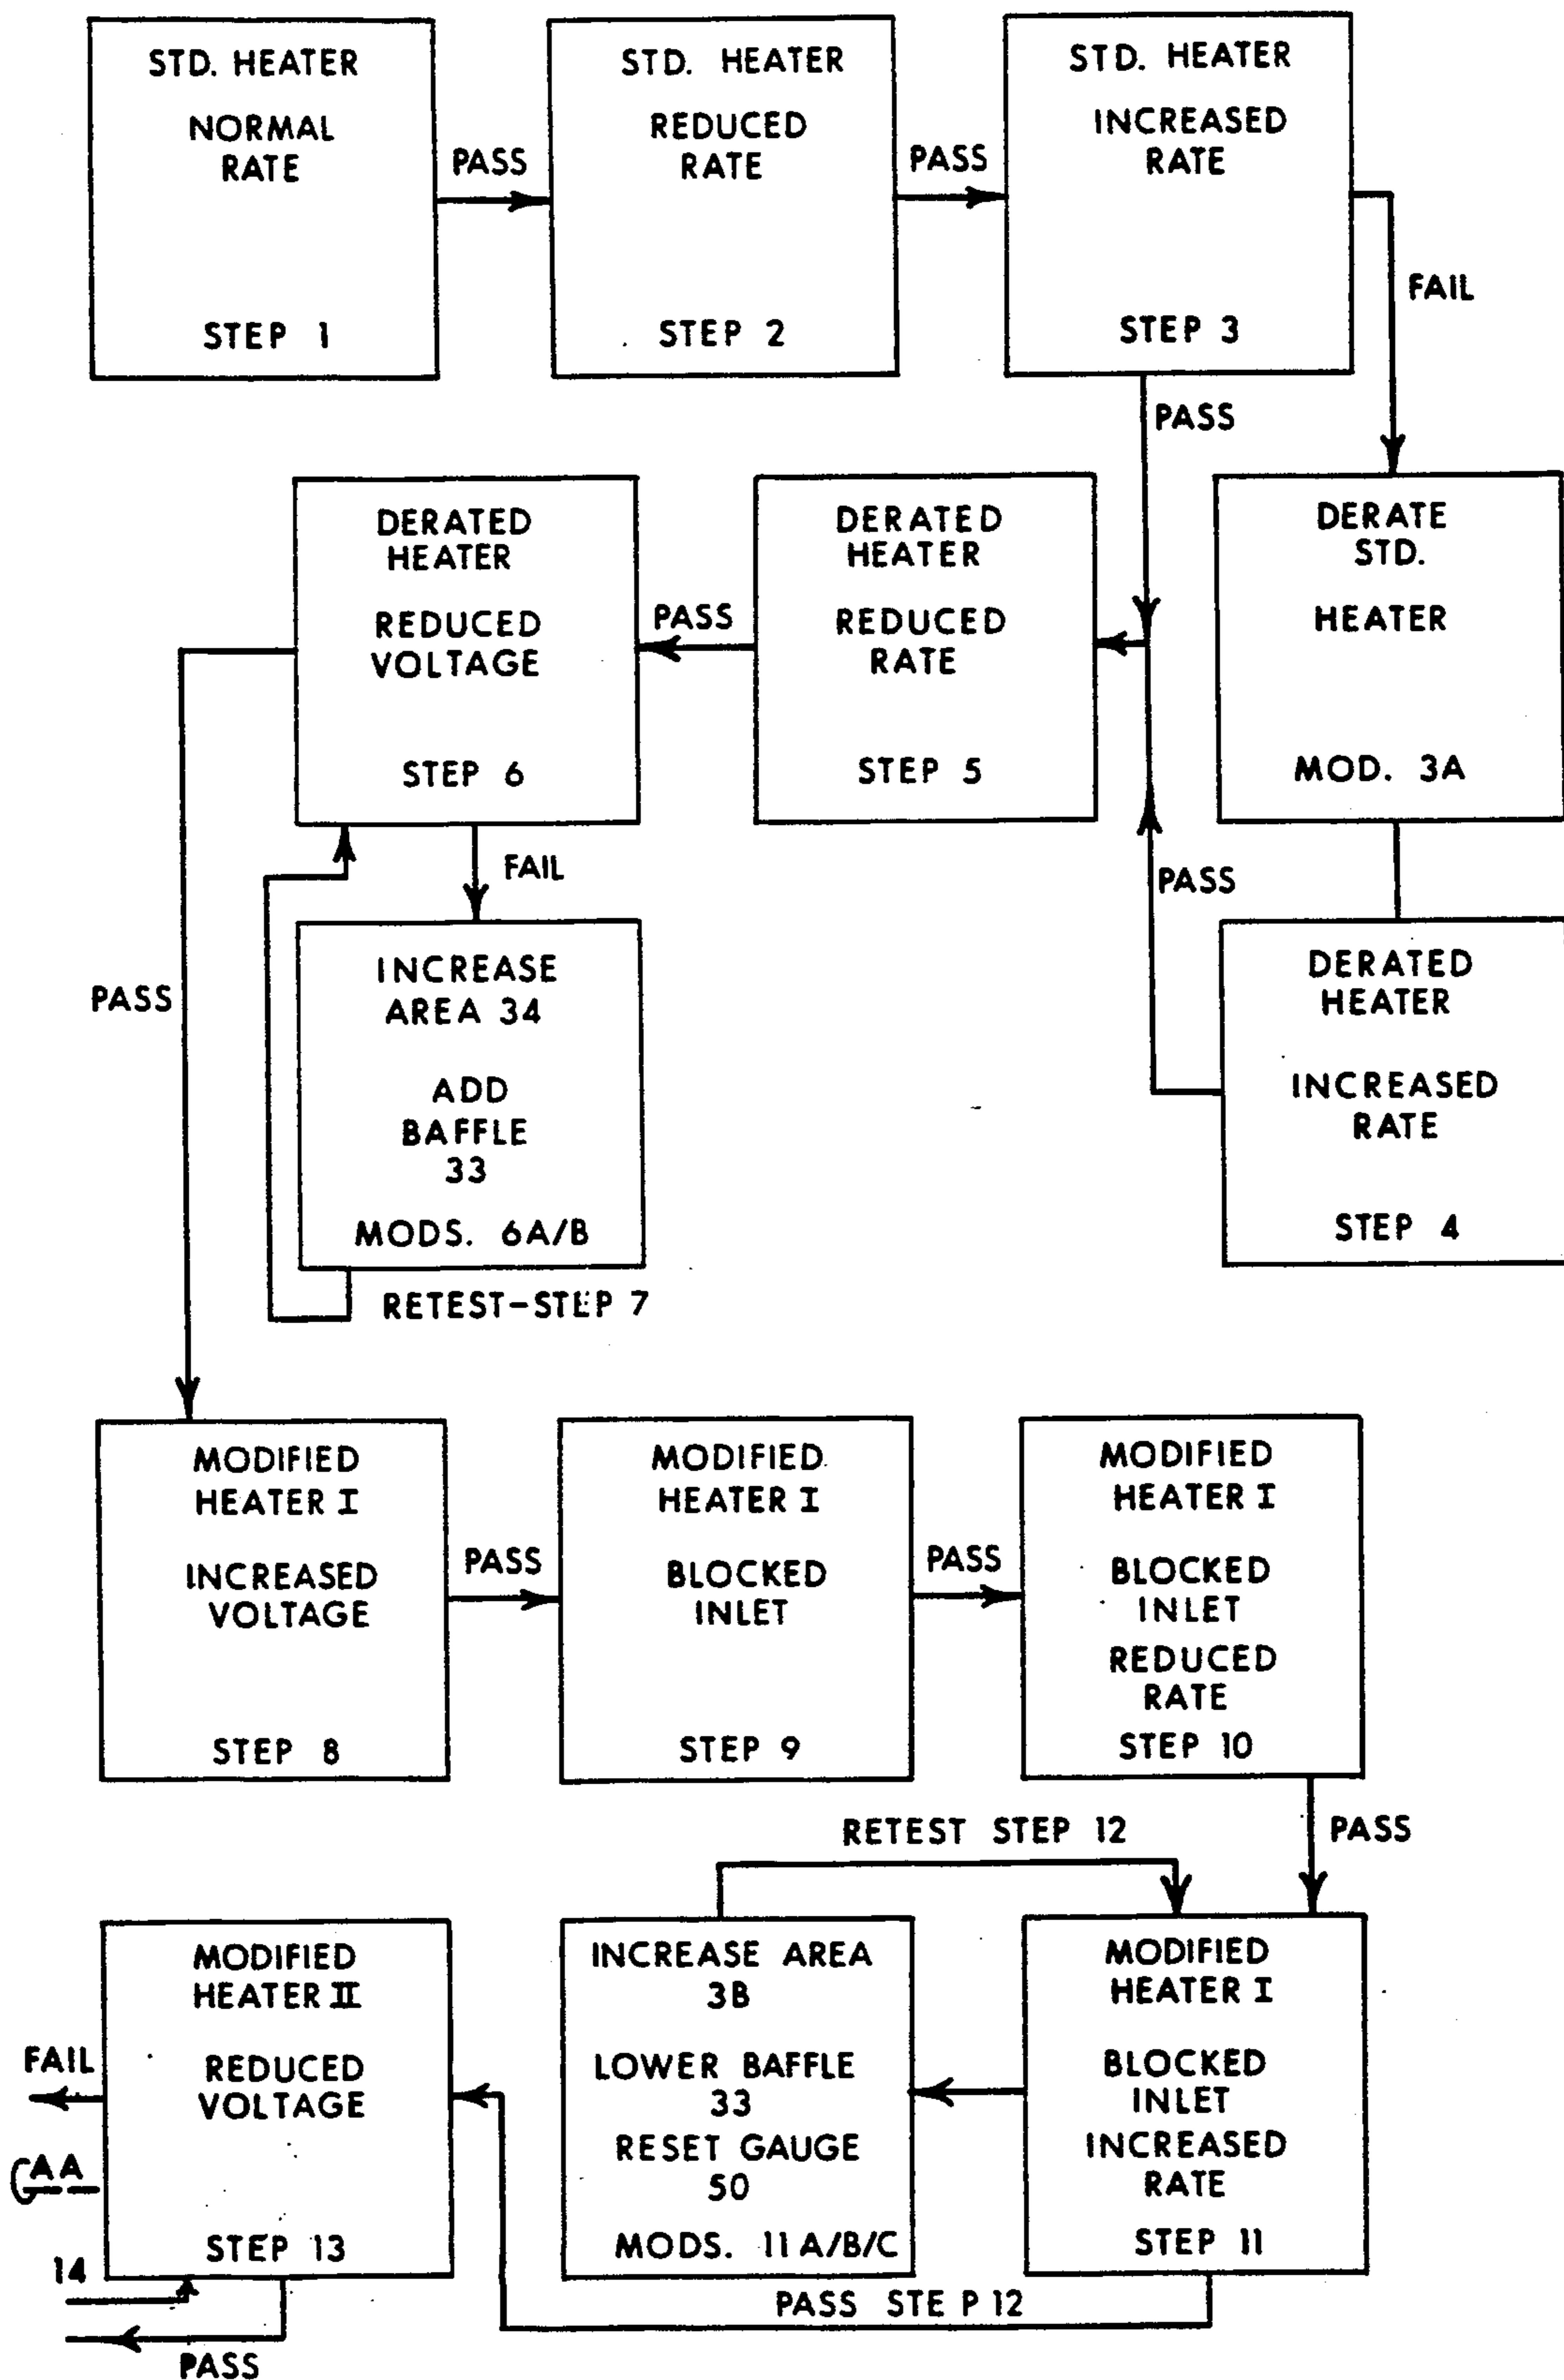 STD. HEATER
NORMAL
RATE
STEP 1
PASS
STD. HEATER
REDUCED
RATE
STEP 2
PASS
STD. HEATER
INCREASED
RATE
STEP 3
FAIL
PASS
DERATED
HEATER
REDUCED
VOLTAGE
STEP 6
PASS
DERATED
HEATER
REDUCED
RATE
STEP 5
DERATE
STD.
HEATER
MOD. 3A
FAIL
PASS
PASS
INCREASE
AREA 34
ADD
BAFFLE
33
MODS. 6A/B
RETEST-STEP 7
DERATED
HEATER
INCREASED
RATE
STEP 4
MODIFIED
HEATER I
INCREASED
VOLTAGE
STEP 8
PASS
MODIFIED
HEATER I
BLOCKED
INLET
STEP 9
PASS
MODIFIED
HEATER I
BLOCKED
INLET
REDUCED
RATE
STEP 10
PASS
RETEST STEP 12
MODIFIED
HEATER II
REDUCED
VOLTAGE
STEP 13
FAIL
AA
14
PASS
INCREASE AREA
3B
LOWER BAFFLE
33
RESET GAUGE
50
MODS. 11A/B/C
MODIFIED
HEATER I
BLOCKED
INLET
INCREASED
RATE
STEP 11
PASS STEP 12